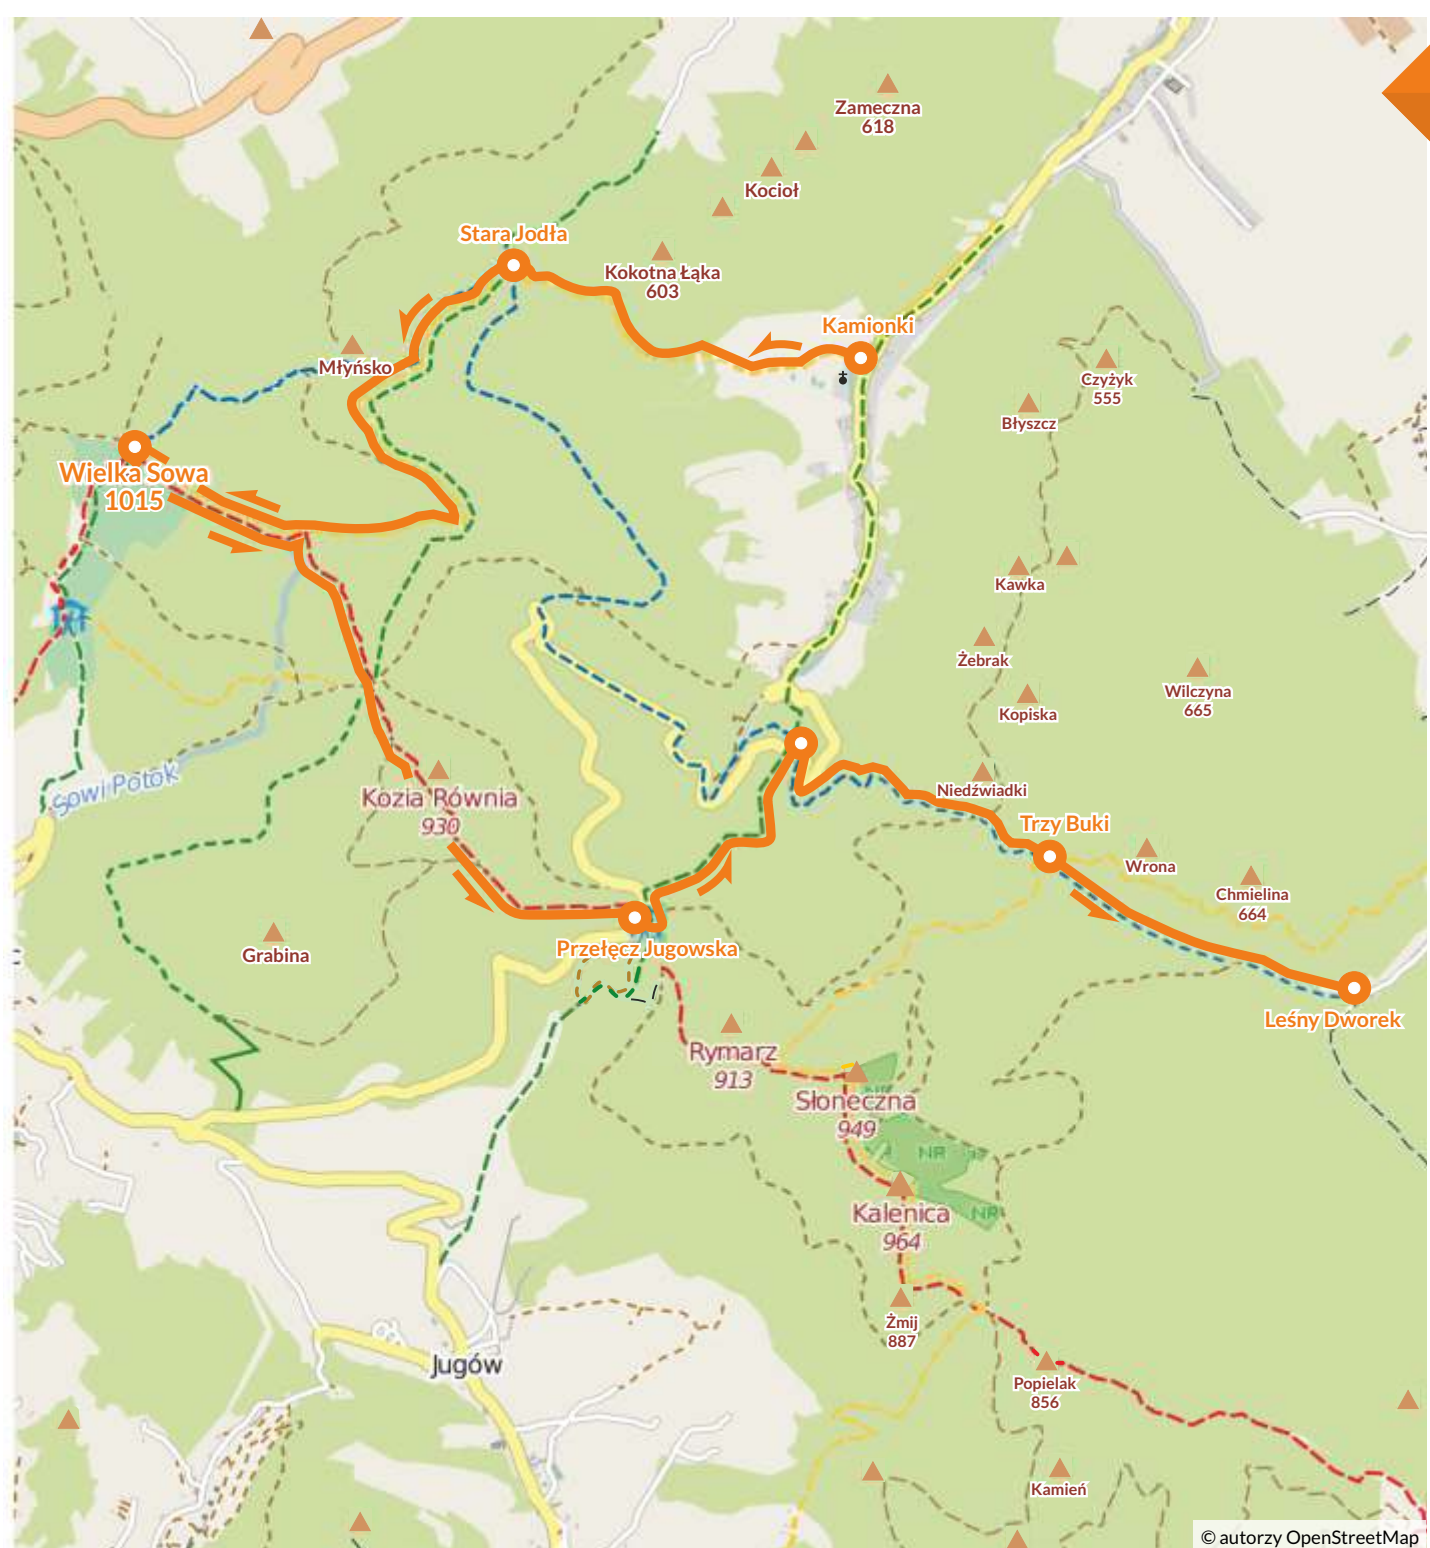 Zameczna
618
Kocioł
Stara Jodła
Kokotna Łąka
603
Kamionki
Młyńsko
Czyżyk
555
Błyszcz
Wielka Sowa
1015
Kawka
Żebrak
Wilczyna
665
Kopiska
Sowi Potok
Niedźwiadki
Kozia Równia
930
Trzy Buki
Wrona
Chmielina
664
Grabina
Przełęcz Jugowska
Leśny Dworek
Rymarz
913
Słoneczna
949
NR
Kalenica
964
NR
Żmij
887
Jugów
Popielak
856
Kamień
© autorzy OpenStreetMap